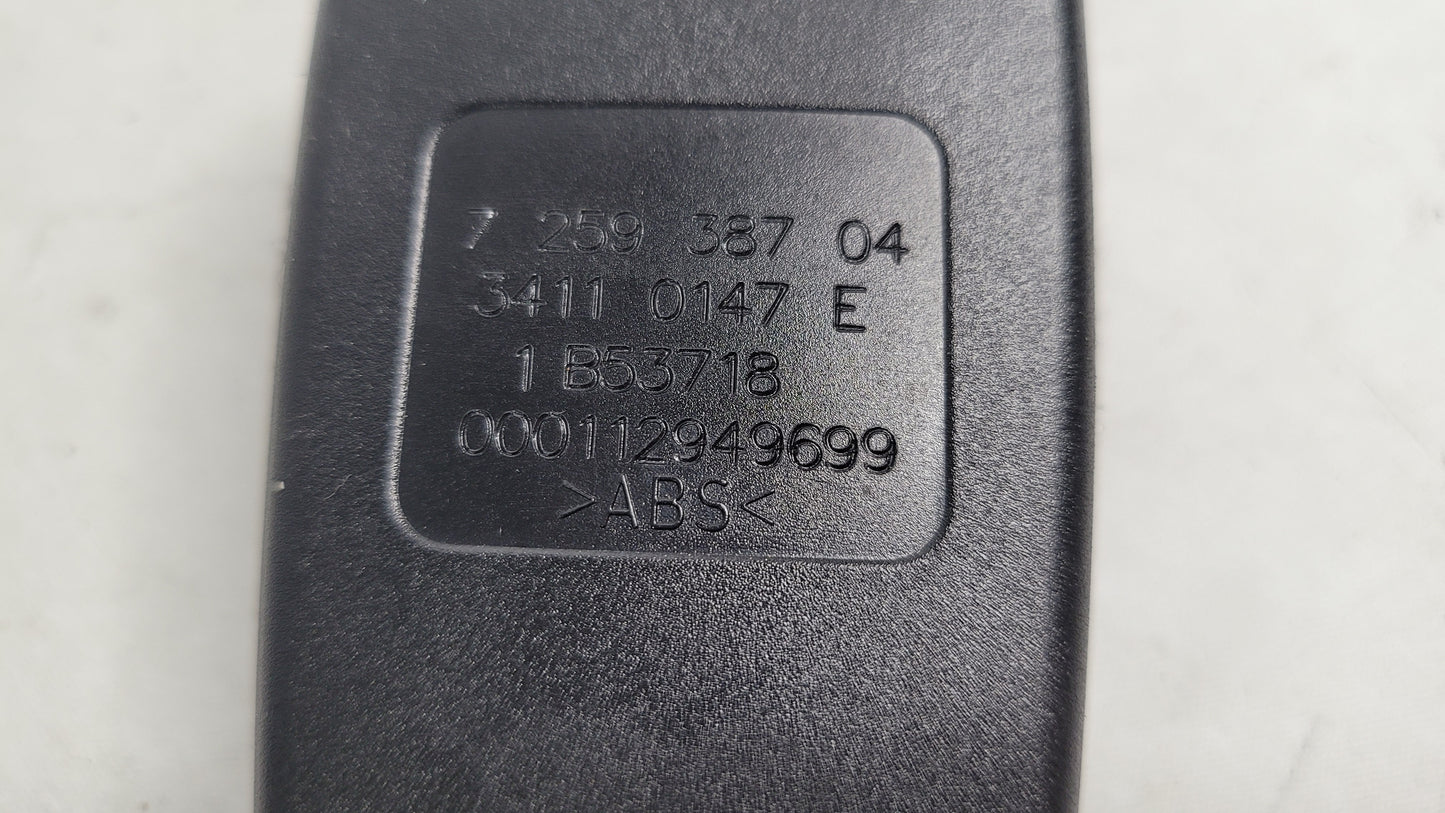 7 259 387 04
3411 0147 E
1 B53718
000112949699
>ABS<